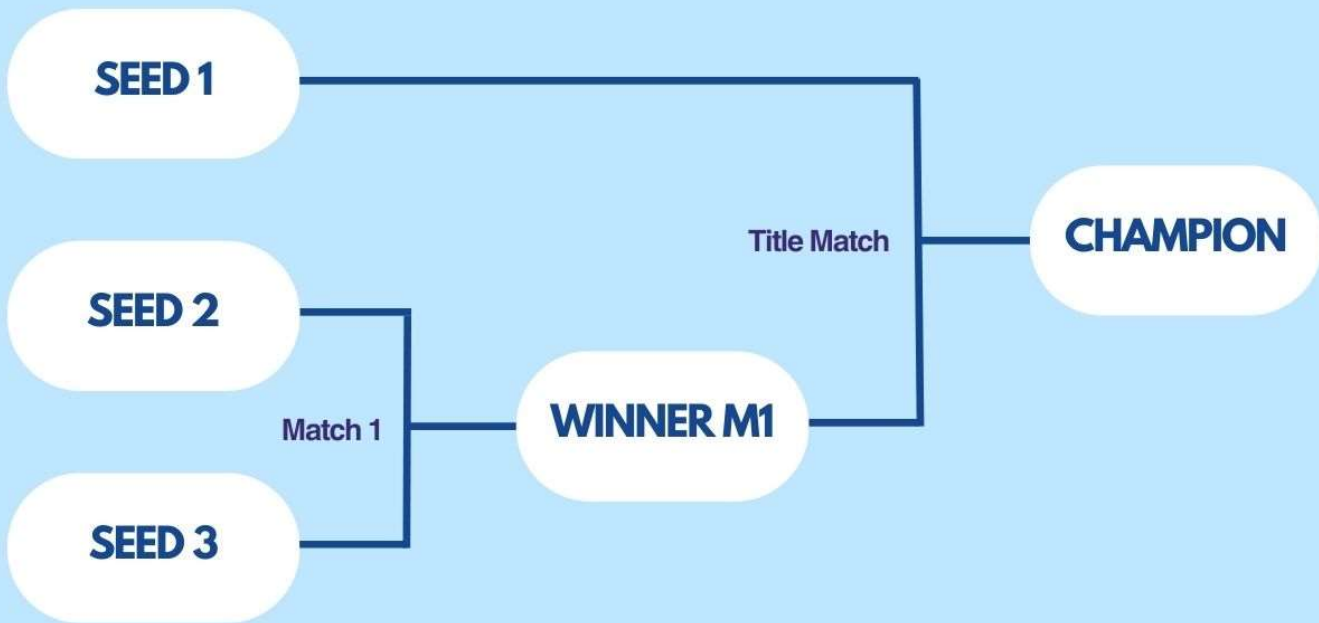 SEED 1
Title Match
CHAMPION
SEED 2
Match 1
WINNER M1
SEED 3